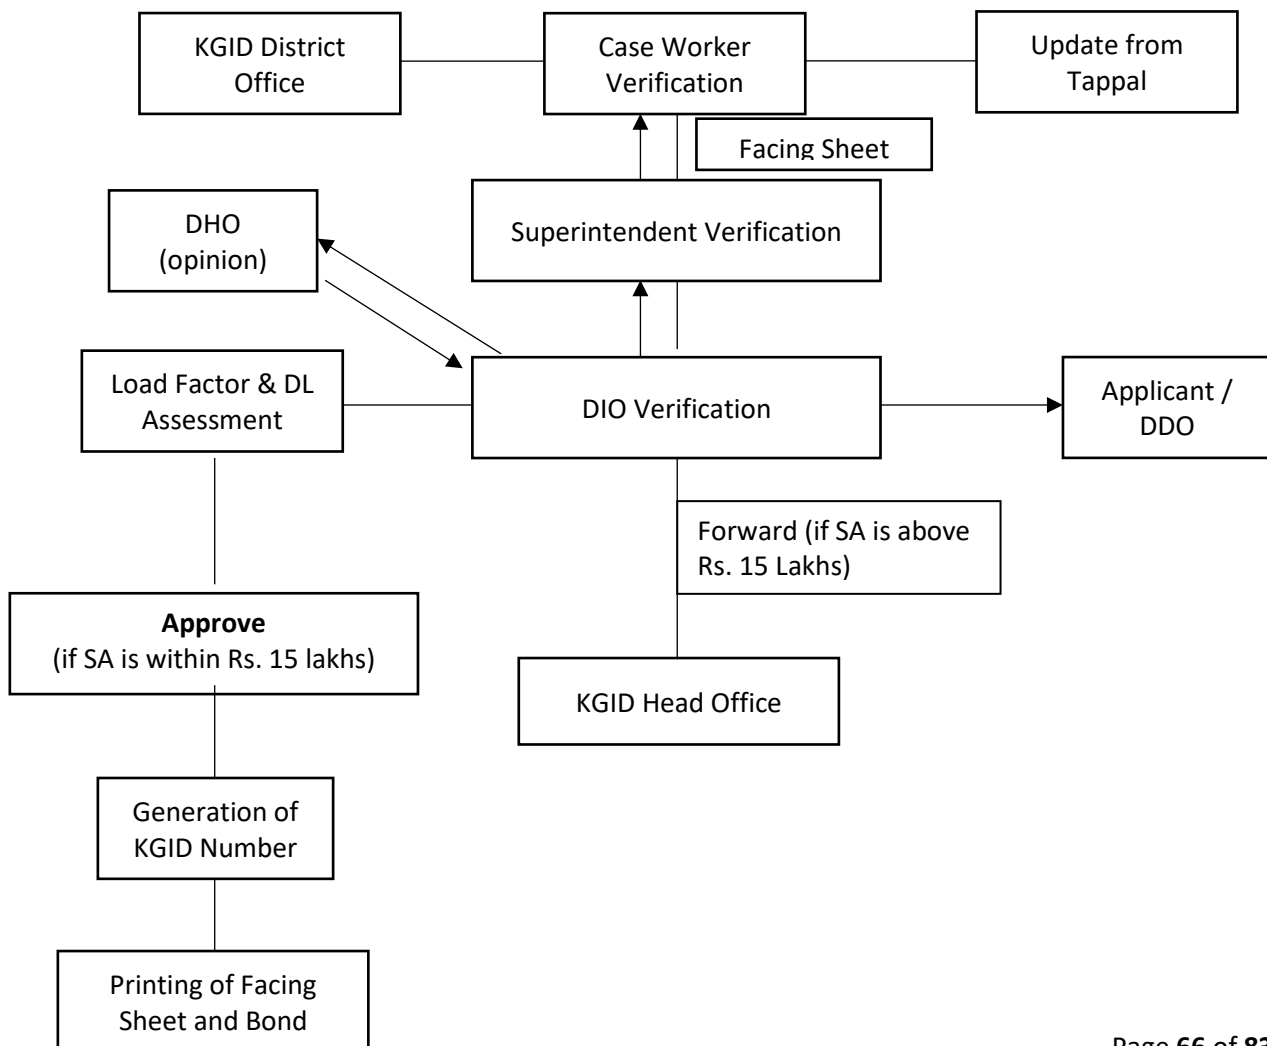 KGID District
Office
Case Worker
Verification
Update from
Tappal
Facing Sheet
DHO
(opinion)
Superintendent Verification
Load Factor & DL
Assessment
DIO Verification
Applicant /
DDO
Forward (if SA is above
Rs. 15 Lakhs)
Approve
(if SA is within Rs. 15 lakhs)
KGID Head Office
Generation of
KGID Number
Printing of Facing
Sheet and Bond
Page 66 of 83